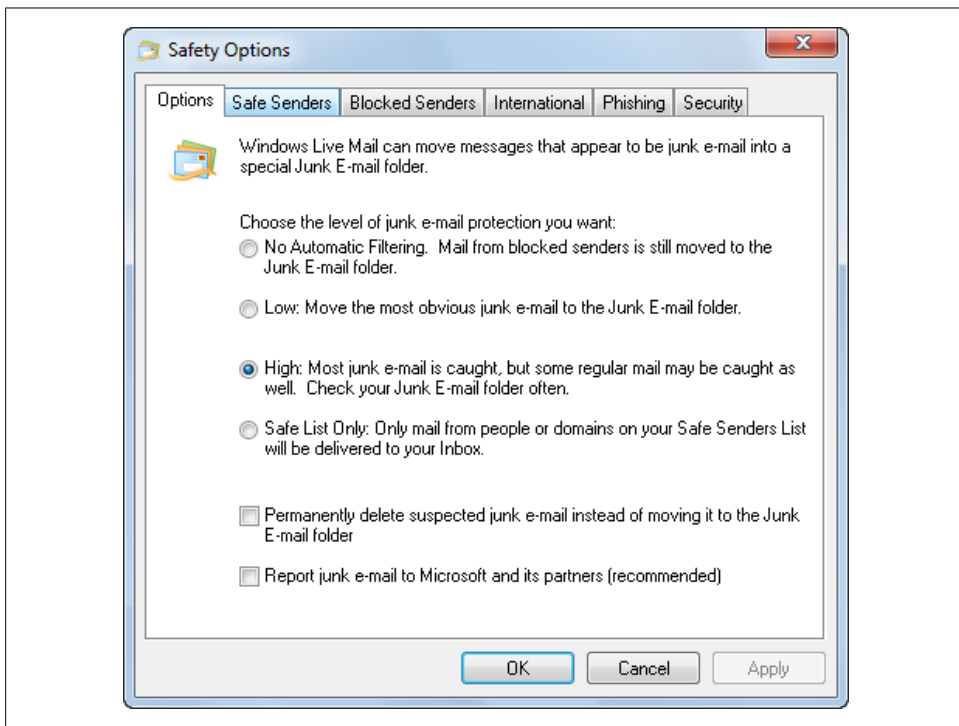 Safety Options
Options
Safe Senders
Blocked Senders
International
Phishing
Security
Windows Live Mail can move messages that appear to be junk e-mail into a
special Junk E-mail folder.
Choose the level of junk e-mail protection you want:
No Automatic Filtering.  Mail from blocked senders is still moved to the
Junk E-mail folder.
Low: Move the most obvious junk e-mail to the Junk E-mail folder.
High: Most junk e-mail is caught, but some regular mail may be caught as
well.  Check your Junk E-mail folder often.
Safe List Only: Only mail from people or domains on your Safe Senders List
will be delivered to your Inbox.
Permanently delete suspected junk e-mail instead of moving it to the Junk
E-mail folder
Report junk e-mail to Microsoft and its partners (recommended)
OK
Cancel
Apply